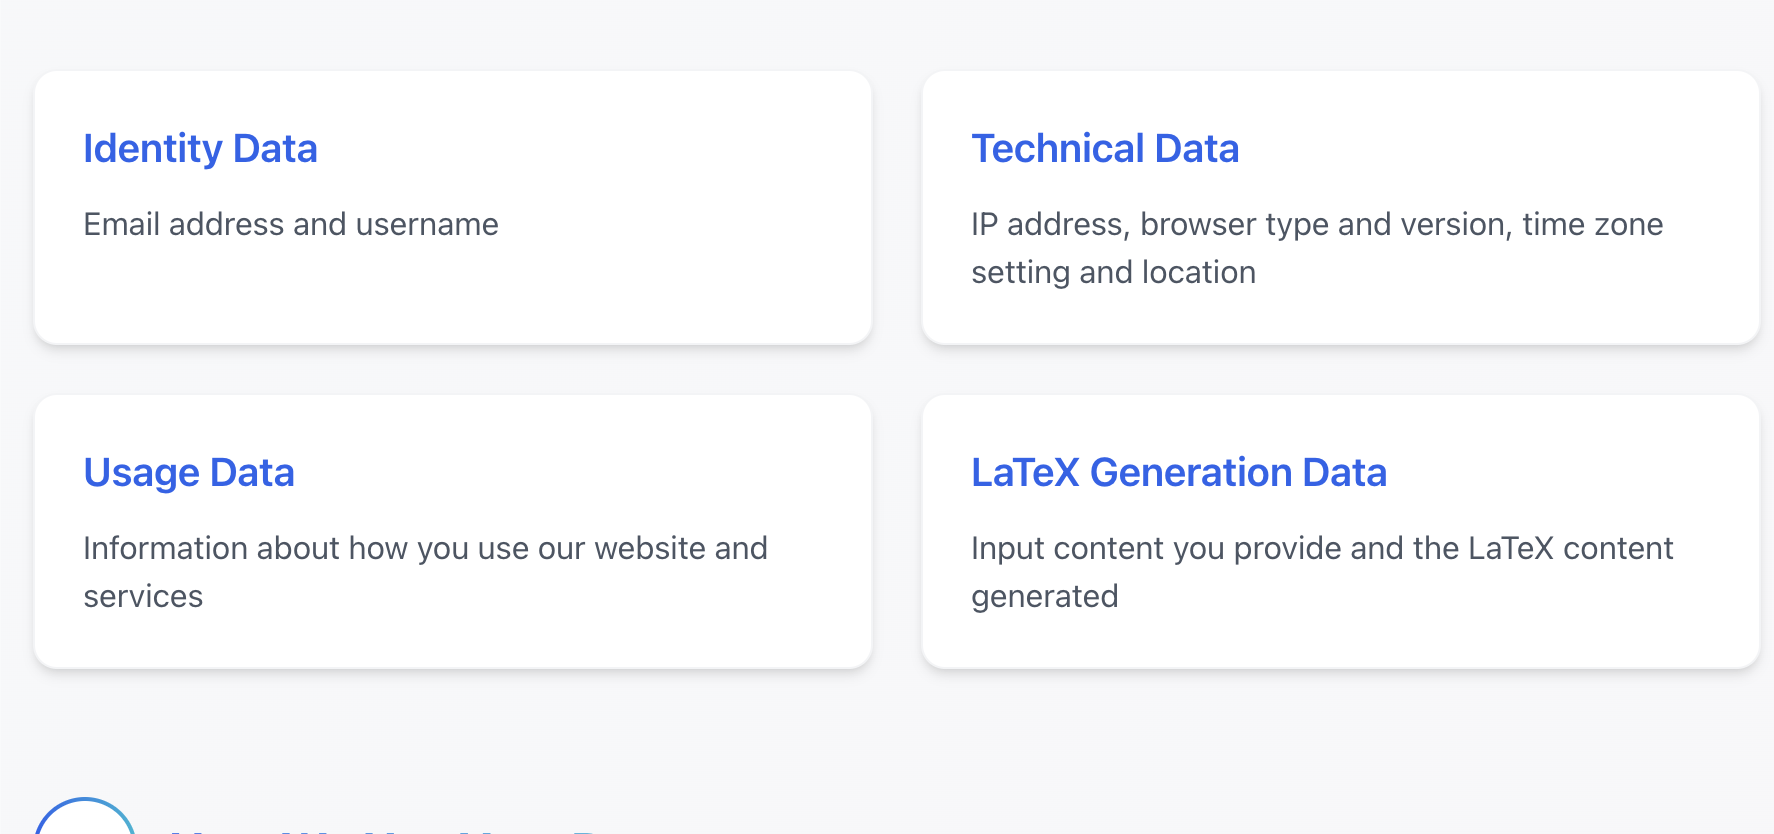 Identity Data
Email address and username
Technical Data
IP address, browser type and version, time zone
setting and location
Usage Data
Information about how you use our website and
services
LaTeX Generation Data
Input content you provide and the LaTeX content
generated